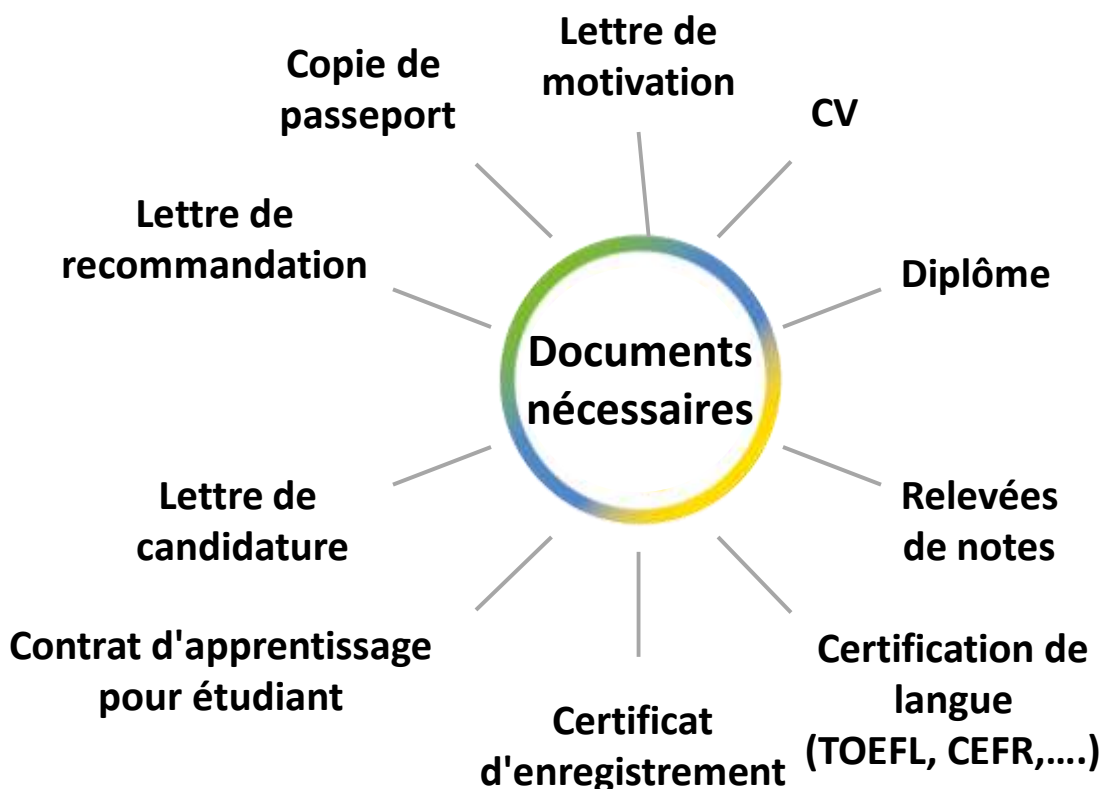 Documents
nécessaires
Lettre de
motivation
CV
Diplôme
Relevées
de notes
Certification de
langue
(TOEFL, CEFR,....)
Certificat
d'enregistrement
Contrat d'apprentissage
pour étudiant
Lettre de
candidature
Lettre de
recommandation
Copie de
passeport